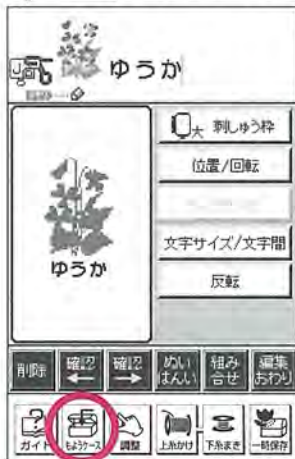 ゆうか
大 刺しゅう枠
位置/回転
ゆうか
文字サイズ/文字間
反転
削除 確認 確認 ぬいはんい 組み合せ 編集おわり
ガイド もようケース 調整 上糸かけ 下糸まき 一時保存